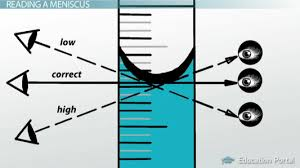 READING A MENISCUS
low
correct
high
Education Portal